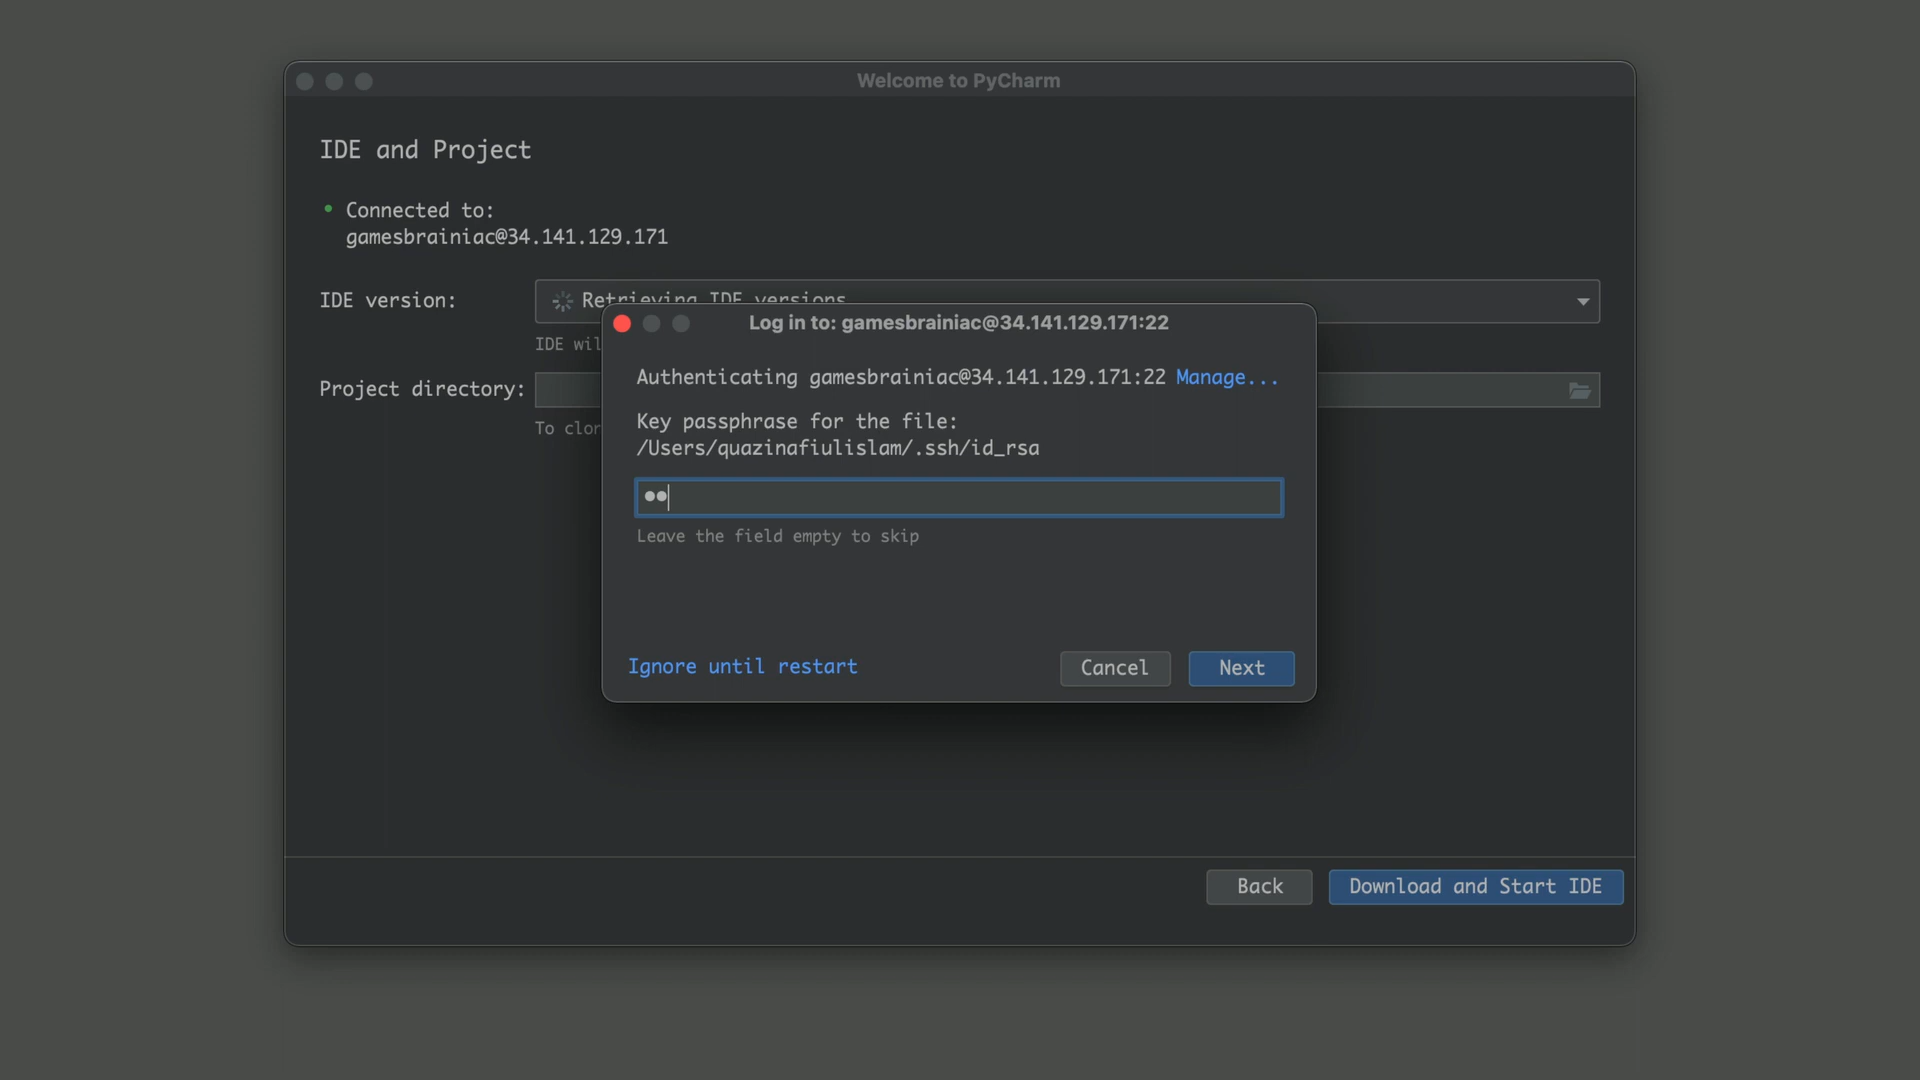 Welcome to PyCharm
IDE and Project
Connected to:
gamesbrainiac@34.141.129.171
IDE version:
Retrieving IDE versions
IDE wil
Project directory:
To clon
Log in to: gamesbrainiac@34.141.129.171:22
Authenticating gamesbrainiac@34.141.129.171:22 Manage...
Key passphrase for the file:
/Users/quazinafiulislam/.ssh/id_rsa
••
Leave the field empty to skip
Ignore until restart
Cancel
Next
Back
Download and Start IDE